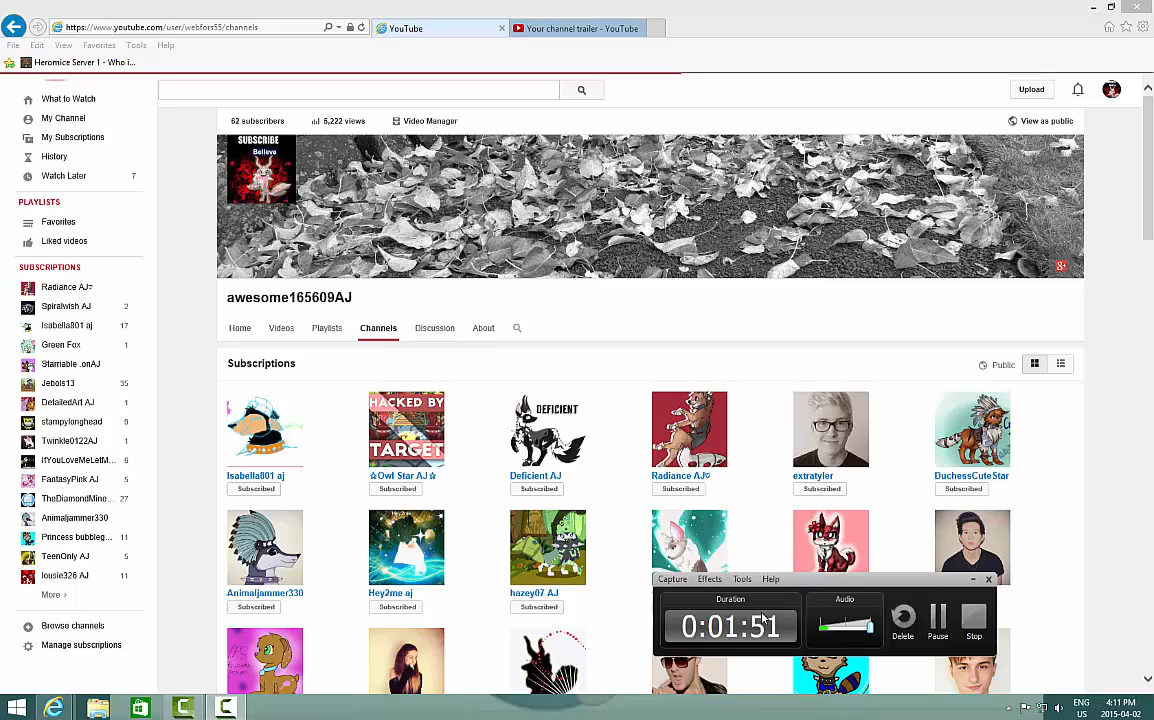 https://www.youtube.com/user/webfors55/channels
YouTube
Your channel trailer - YouTube
File Edit View Favorites Tools Help
Heromice Server 1 - Who i...
What to Watch
My Channel
My Subscriptions
History
Watch Later 7
PLAYLISTS
Favorites
Liked videos
SUBSCRIPTIONS
Radiance AJ
Spiralwish AJ 2
Isabella801 aj 17
Green Fox 1
Starriable .onAJ
Jebols13 35
DetailedArt AJ 1
stampylonghead 9
Twinkle0122AJ 1
IfYouLoveMeLetM... 6
FantasyPink AJ 5
TheDiamondMine... 27
Animaljammer330
Princess bubbleg... 11
TeenOnly AJ 5
lousie326 AJ 11
More ›
Browse channels
Manage subscriptions
Upload
62 subscribers 5,222 views Video Manager View as public
SUBSCRIBE
Believe
g+
awesome165609AJ
Home Videos Playlists Channels Discussion About
Subscriptions
Public
HACKED BY
TARGET
DEFICIENT
Isabella801 aj ☆Owl Star AJ☆ Deficient AJ Radiance AJ extratyler DuchessCuteStar
Subscribed Subscribed Subscribed Subscribed Subscribed Subscribed
Hey2me
Animaljammer330 Hey2me aj hazey07 AJ
Subscribed Subscribed Subscribed
Capture Effects Tools Help
Duration
0:01:51
Audio
Delete Pause Stop
ENG
US
4:11 PM
2015-04-02